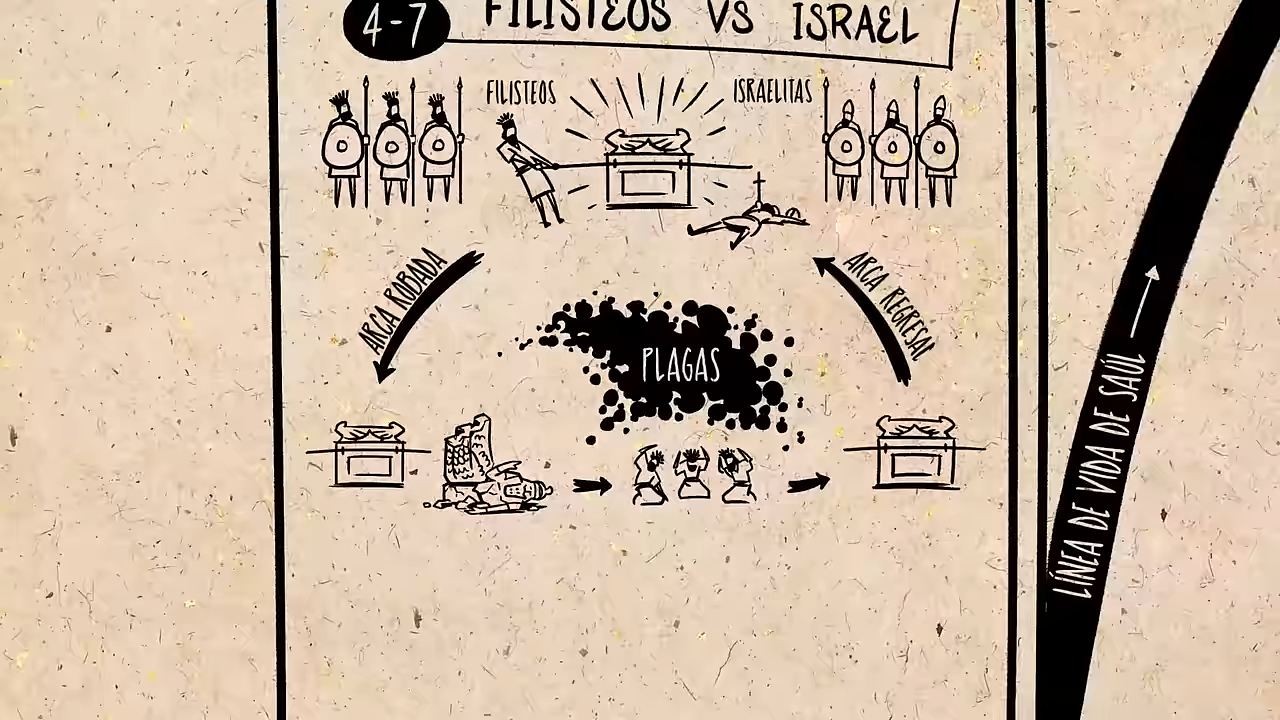 4-7 FILISTEOS VS ISRAEL
FILISTEOS
ISRAELITAS
ARCA ROBADA
ARCA REGRESA!
PLAGAS
LÍNEA DE VIDA DE SAÚL